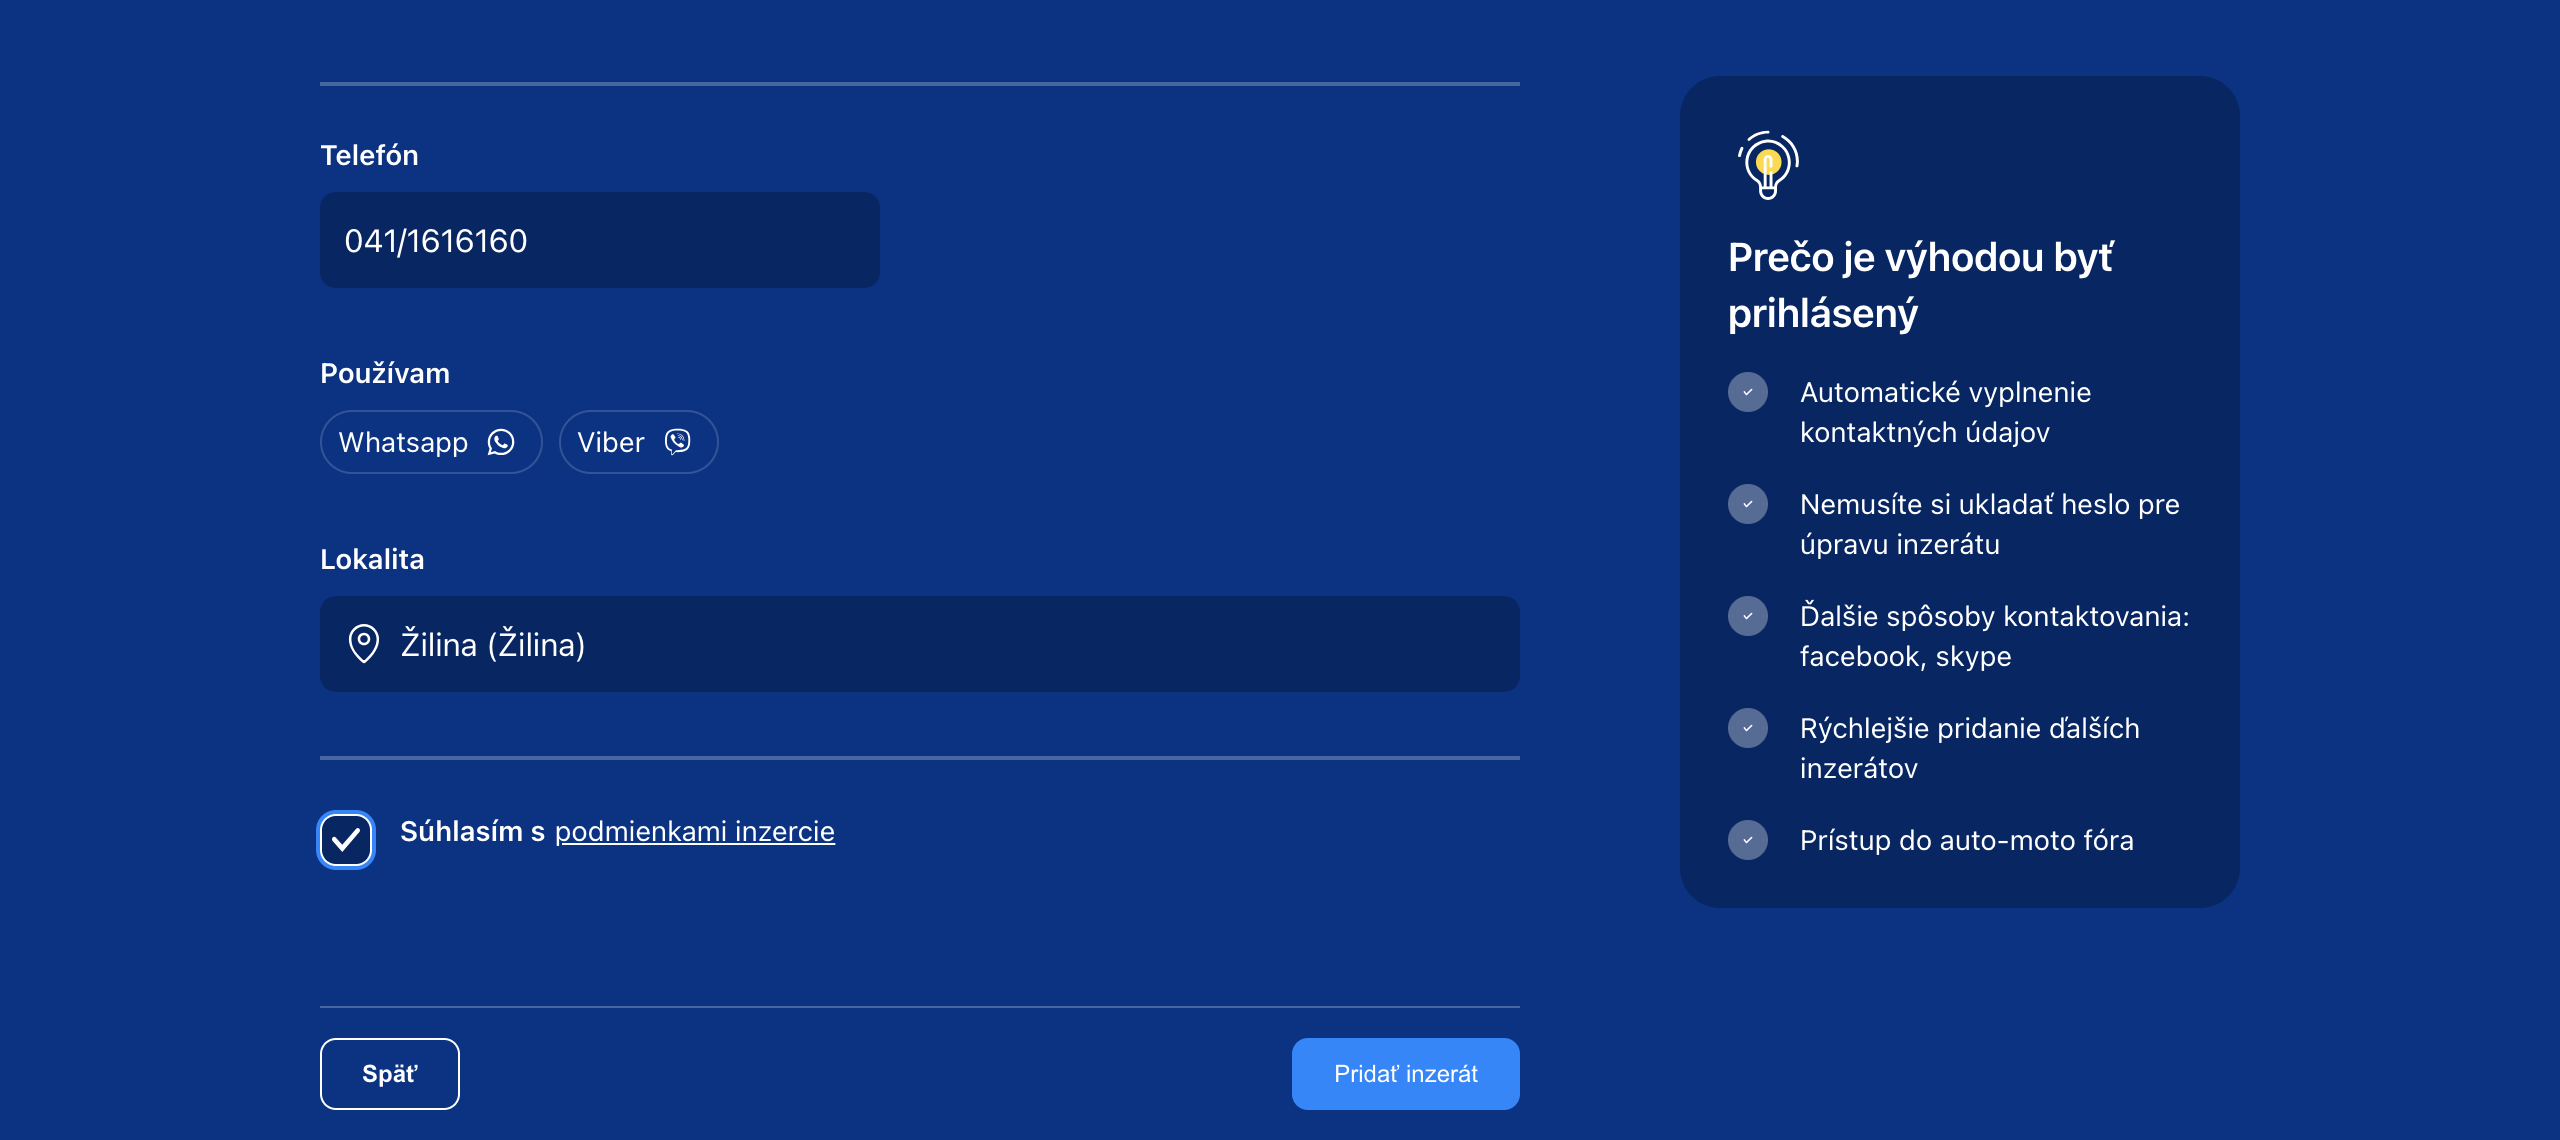 Telefón
041/1616160
Používam
Whatsapp
Viber
Lokalita
Žilina (Žilina)
Súhlasím s podmienkami inzercie
Späť
Pridať inzerát
Prečo je výhodou byť
prihlásený
Automatické vyplnenie
kontaktných údajov
Nemusíte si ukladať heslo pre
úpravu inzerátu
Ďalšie spôsoby kontaktovania:
facebook, skype
Rýchlejšie pridanie ďalších
inzerátov
Prístup do auto-moto fóra